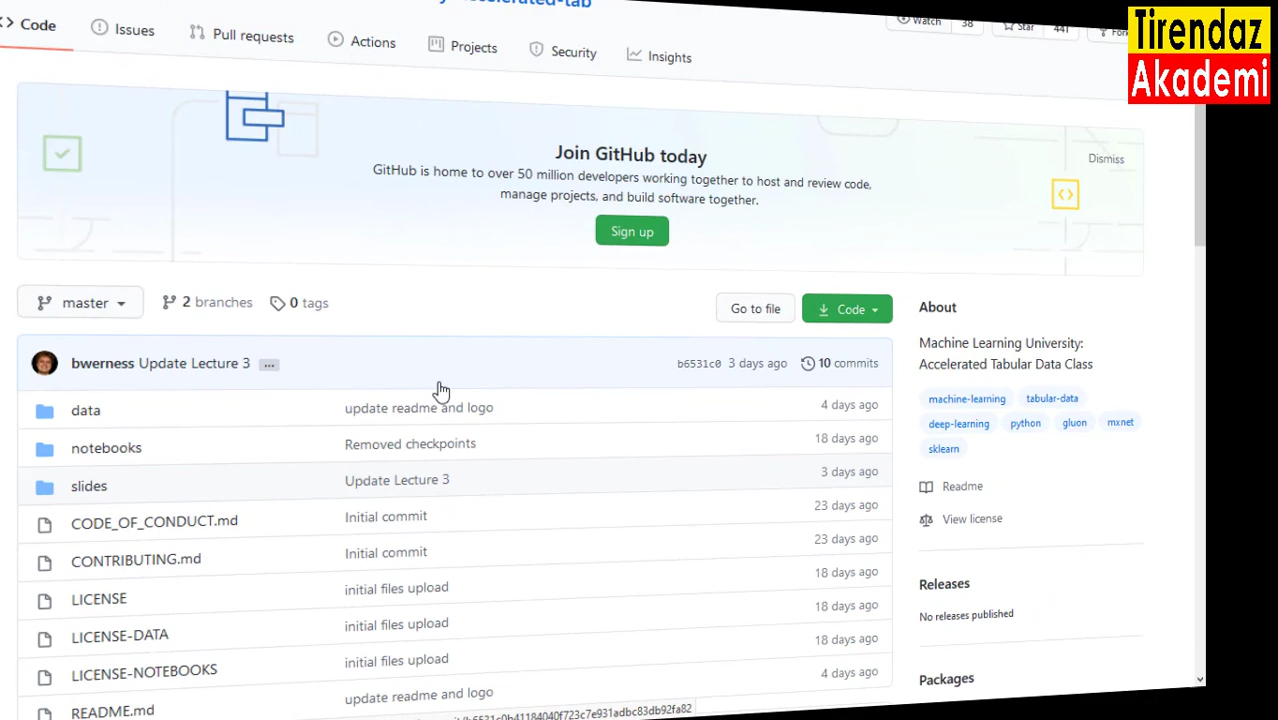 accelerated-tab
Code
Issues
Pull requests
Actions
Projects
Security
Insights
Watch
38
Star
441
Fork
Tirendaz
Akademi
Join GitHub today
GitHub is home to over 50 million developers working together to host and review code,
manage projects, and build software together.
Sign up
Dismiss
master
2 branches
0 tags
Go to file
Code
bwerness Update Lecture 3
...
b6531c0 3 days ago
10 commits
data
update readme and logo
4 days ago
notebooks
Removed checkpoints
18 days ago
slides
Update Lecture 3
3 days ago
CODE_OF_CONDUCT.md
Initial commit
23 days ago
CONTRIBUTING.md
Initial commit
23 days ago
LICENSE
initial files upload
18 days ago
LICENSE-DATA
initial files upload
18 days ago
LICENSE-NOTEBOOKS
initial files upload
18 days ago
README.md
update readme and logo
4 days ago
About
Machine Learning University:
Accelerated Tabular Data Class
machine-learning
tabular-data
deep-learning
python
gluon
mxnet
sklearn
Readme
View license
Releases
No releases published
Packages